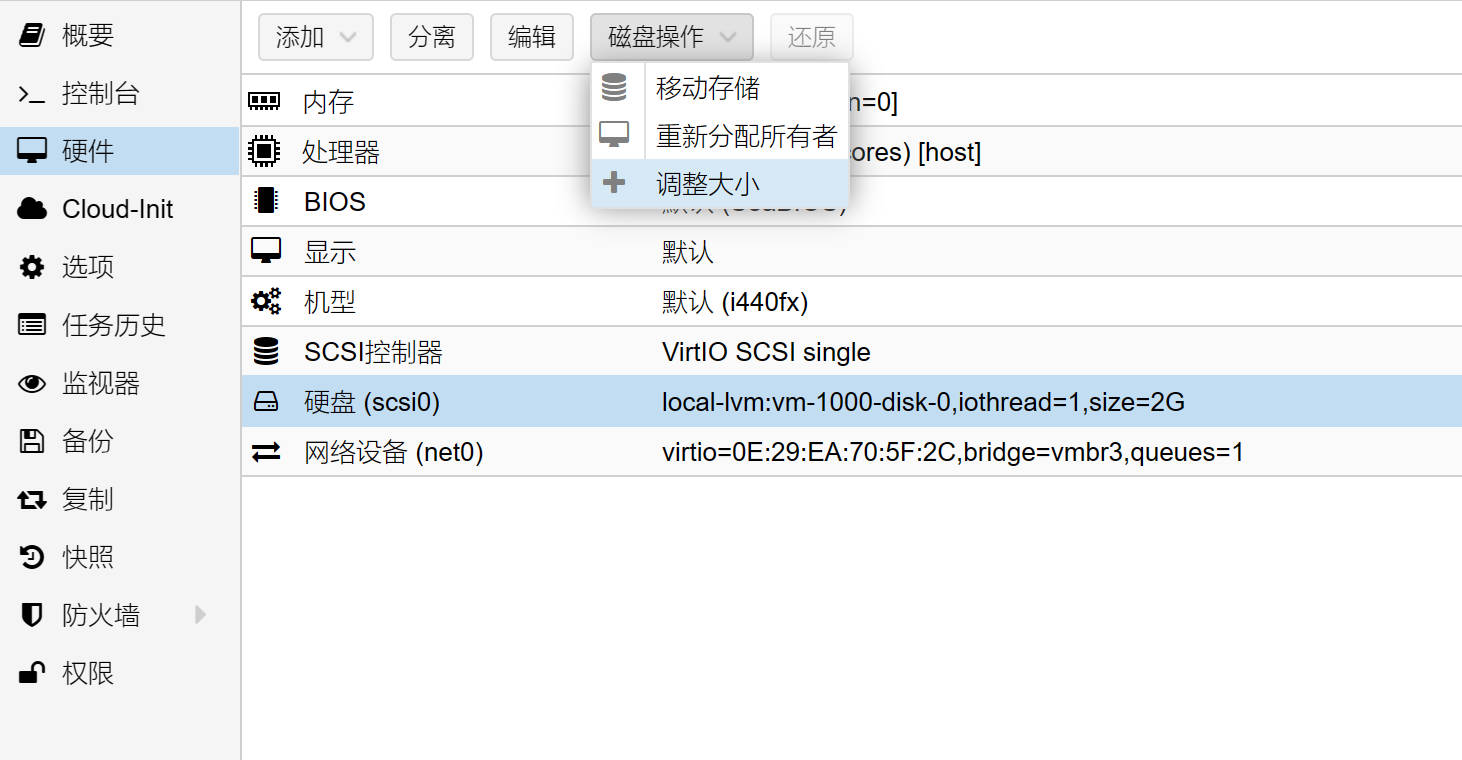 概要
控制台
硬件
Cloud-Init
选项
任务历史
监视器
备份
复制
快照
防火墙
权限
添加 分离 编辑 磁盘操作 还原
移动存储
重新分配所有者
调整大小
内存 n=0]
处理器 cores) [host]
BIOS
显示 默认
机型 默认 (i440fx)
SCSI控制器 VirtIO SCSI single
硬盘 (scsi0) local-lvm:vm-1000-disk-0,iothread=1,size=2G
网络设备 (net0) virtio=0E:29:EA:70:5F:2C,bridge=vmbr3,queues=1